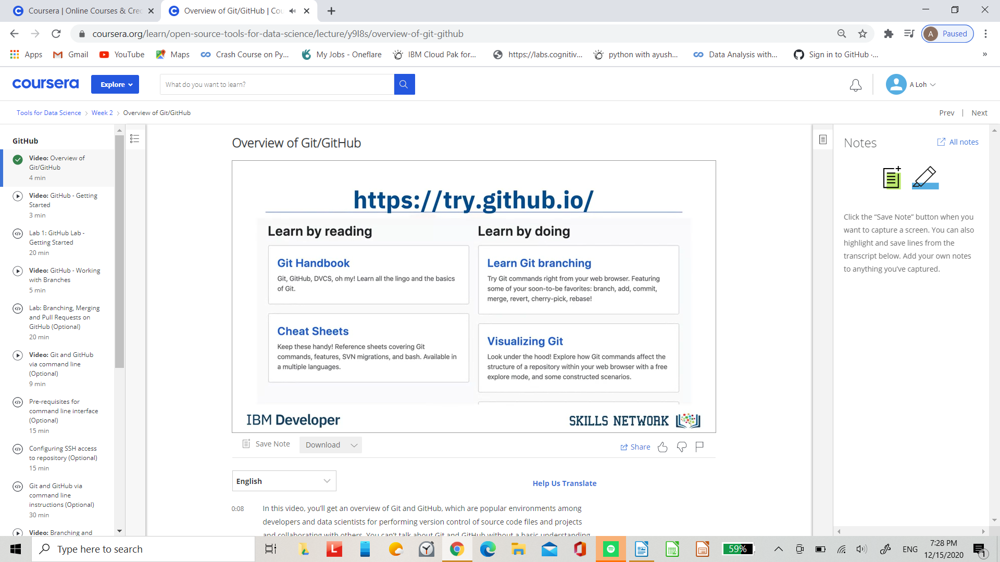 Coursera | Online Courses & Cred
Overview of Git/GitHub | Cou
coursera.org/learn/open-source-tools-for-data-science/lecture/y9l8s/overview-of-git-github
A Paused
Apps
Gmail
YouTube
Maps
Crash Course on Py...
My Jobs - Oneflare
IBM Cloud Pak for...
https://labs.cognitiv...
python with ayush...
Data Analysis with...
Sign in to GitHub ·...
»
coursera
Explore
What do you want to learn?
A Loh
Tools for Data Science > Week 2 > Overview of Git/GitHub
Prev | Next
GitHub
Video: Overview of
Git/GitHub
4 min
Video: GitHub - Getting
Started
3 min
Lab 1: GitHub Lab -
Getting Started
20 min
Video: GitHub - Working
with Branches
5 min
Lab: Branching, Merging
and Pull Requests on
GitHub (Optional)
20 min
Video: Git and GitHub
via command line
(Optional)
9 min
Pre-requisites for
command line interface
(Optional)
15 min
Configuring SSH access
to repository (Optional)
15 min
Git and GitHub via
command line
instructions (Optional)
30 min
Video: Branching and
Overview of Git/GitHub
https://try.github.io/
Learn by reading
Git Handbook
Git, GitHub, DVCS, oh my! Learn all the lingo and the basics
of Git.
Cheat Sheets
Keep these handy! Reference sheets covering Git
commands, features, SVN migrations, and bash. Available in
a multiple languages.
Learn by doing
Learn Git branching
Try Git commands right from your web browser. Featuring
some of your soon-to-be favorites: branch, add, commit,
merge, revert, cherry-pick, rebase!
Visualizing Git
Look under the hood! Explore how Git commands affect the
structure of a repository within your web browser with a free
explore mode, and some constructed scenarios.
IBM Developer
SKILLS NETWORK
Save Note
Download
Share
English
Help Us Translate
0:08
In this video, you’ll get an overview of Git and GitHub, which are popular environments among
developers and data scientists for performing version control of source code files and projects
and collaborating with others. You can’t talk about Git and GitHub without a basic understanding
Notes
All notes
Click the “Save Note” button when you
want to capture a screen. You can also
highlight and save lines from the
transcript below. Add your own notes
to anything you’ve captured.
Type here to search
59%
ENG
7:28 PM
12/15/2020
1